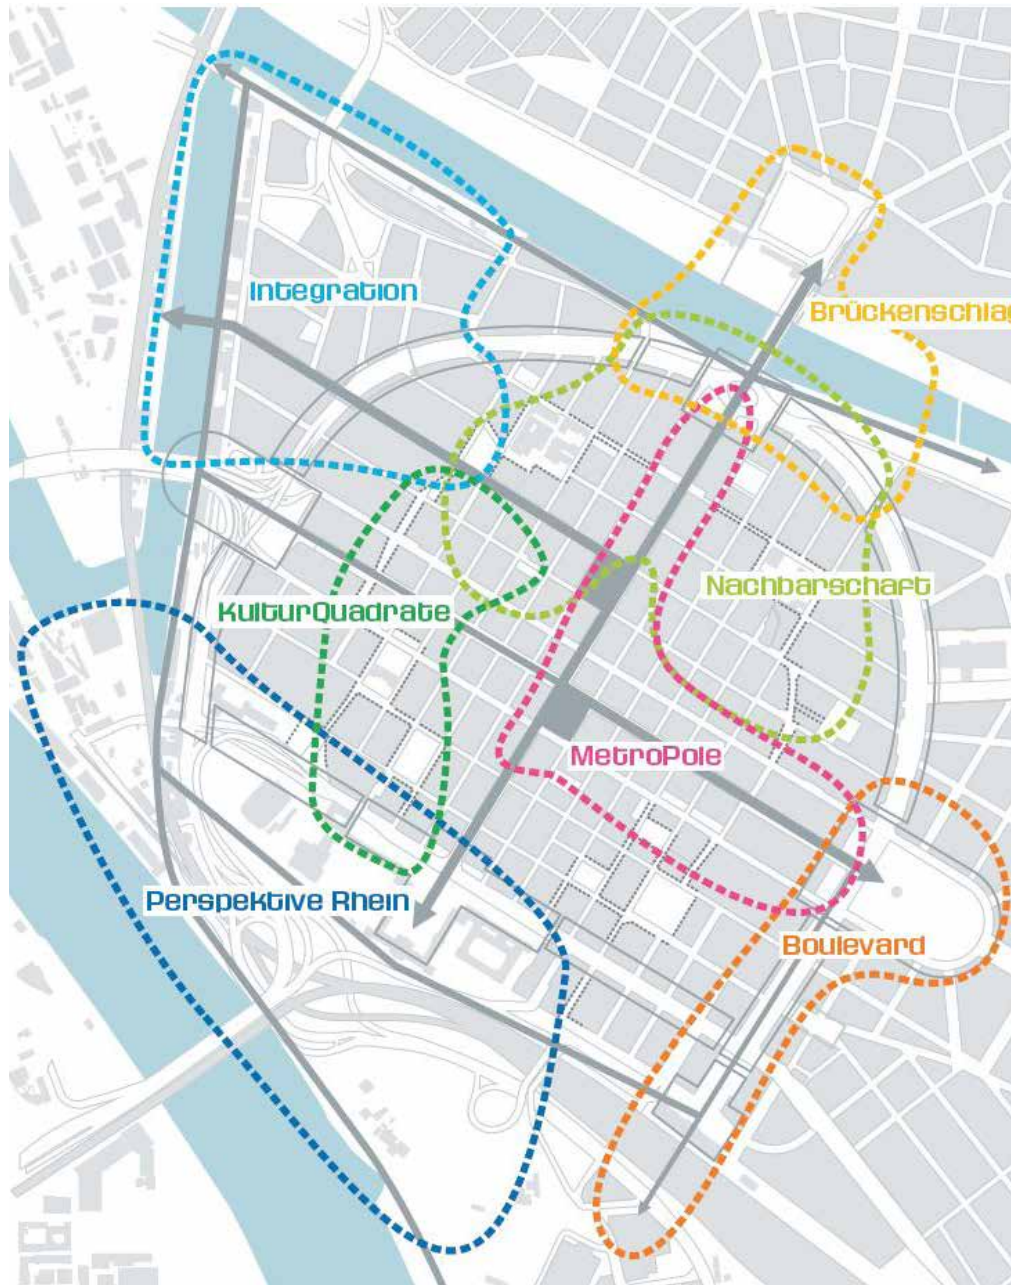 Integration
Brückenschlag
Nachbarschaft
KulturQuadrate
MetroPole
Perspektive Rhein
Boulevard